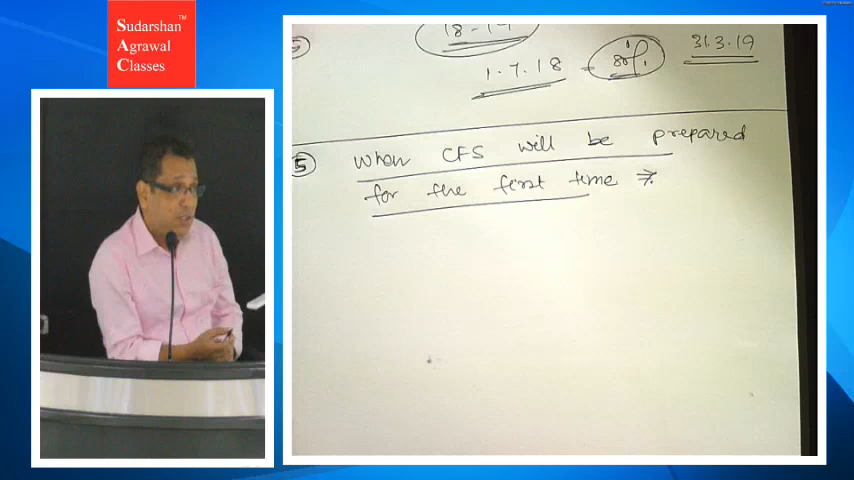 Sudarshan™
Agrawal
Classes
18-19
1.7.18 - 80%. 31.3.19
⑤ When CFS will be prepared
for the first time